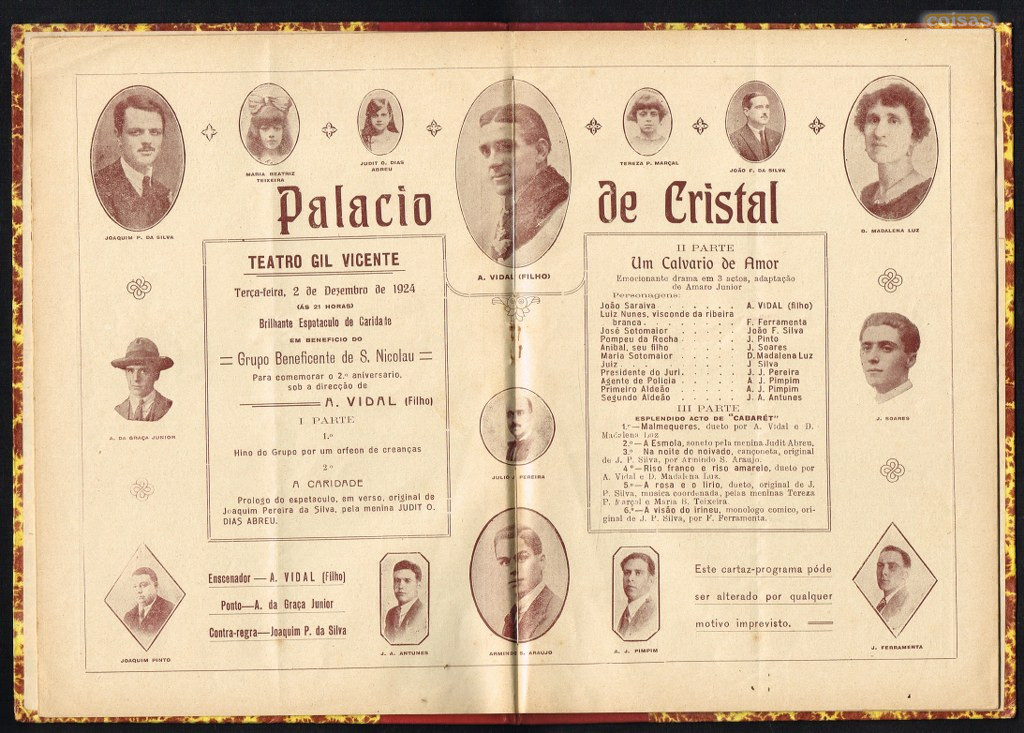 coisas
JOAQUIM P. DA SILVA
MARIA BEATRIZ
TEIXEIRA
JUDIT O. DIAS
ABREU
A. VIDAL (FILHO)
TEREZA P. MARÇAL
JOÃO F. DA SILVA
D. MADALENA LUZ
Palacio de Cristal
TEATRO GIL VICENTE
Terça-feira, 2 de Dezembro de 1924
(ÁS 21 HORAS)
Brilhante Espetaculo de Caridade
EM BENEFICIO DO
Grupo Beneficente de S. Nicolau
Para comemorar o 2.º aniversario,
sob a direcção de
A. VIDAL (Filho)
I PARTE
1.º
Hino do Grupo por um orfeon de creanças
2º
A CARIDADE
Prologo do espetaculo, em verso, original de
Joaquim Pereira da Silva, pela menina JUDIT O.
DIAS ABREU.
A. DA GRAÇA JUNIOR
JULIO J. PEREIRA
II PARTE
Um Calvario de Amor
Emocionante drama em 3 actos, adaptação
de Amaro Junior
Personagens:
João Saraiva . . . . . . A. VIDAL (filho)
Luiz Nunes, visconde da ribeira
branca. . . . . . . . F. Ferramenta
José Sotomaior . . . . . João F. Silva
Pompeu da Rocha . . . . . J. Pinto
Anibal, seu filho . . . . . J. Soares
Maria Sotomaior . . . . . D. Madalena Luz
Juiz . . . . . . . . J Silva
Presidente do Juri. . . . . J. J. Pereira
Agente de Policia . . . . . A J. Pimpim
Primeiro Aldeão . . . . . A. J. Pimpim
Segundo Aldeão . . . . . J. A. Antunes
III PARTE
ESPLENDIDO ACTO DE "CABARÉT"
1.º—Malmequeres, dueto por A. Vidal e D.
Madalena Luz
2.º—A Esmola, soneto pela menina Judit Abreu.
3.º Na noite do noivado, cançoneta, original
de J. P. Silva, por Armindo S. Araujo.
4.º—Riso franco e riso amarelo, dueto por
A. Vidal e D. Madalena Luz.
5.º—A rosa e o lirio, dueto, original de J.
P. Silva, musica coordenada, pelas meninas Tereza
P. Marçal e Maria B. Teixeira
6.º—A visão do irineu, monologo comico, ori-
ginal de J. P. Silva, por F. Ferramenta.
J. SOARES
Enscenador—A. VIDAL (Filho)
Ponto—A. da Graça Junior
Contra-regra—Joaquim P. da Silva
Este cartaz-programa póde
ser alterado por qualquer
motivo imprevisto.
JOAQUIM PINTO
J. A. ANTUNES
ARMINDO S. ARAUJO
A. J. PIMPIM
J. FERRAMENTA